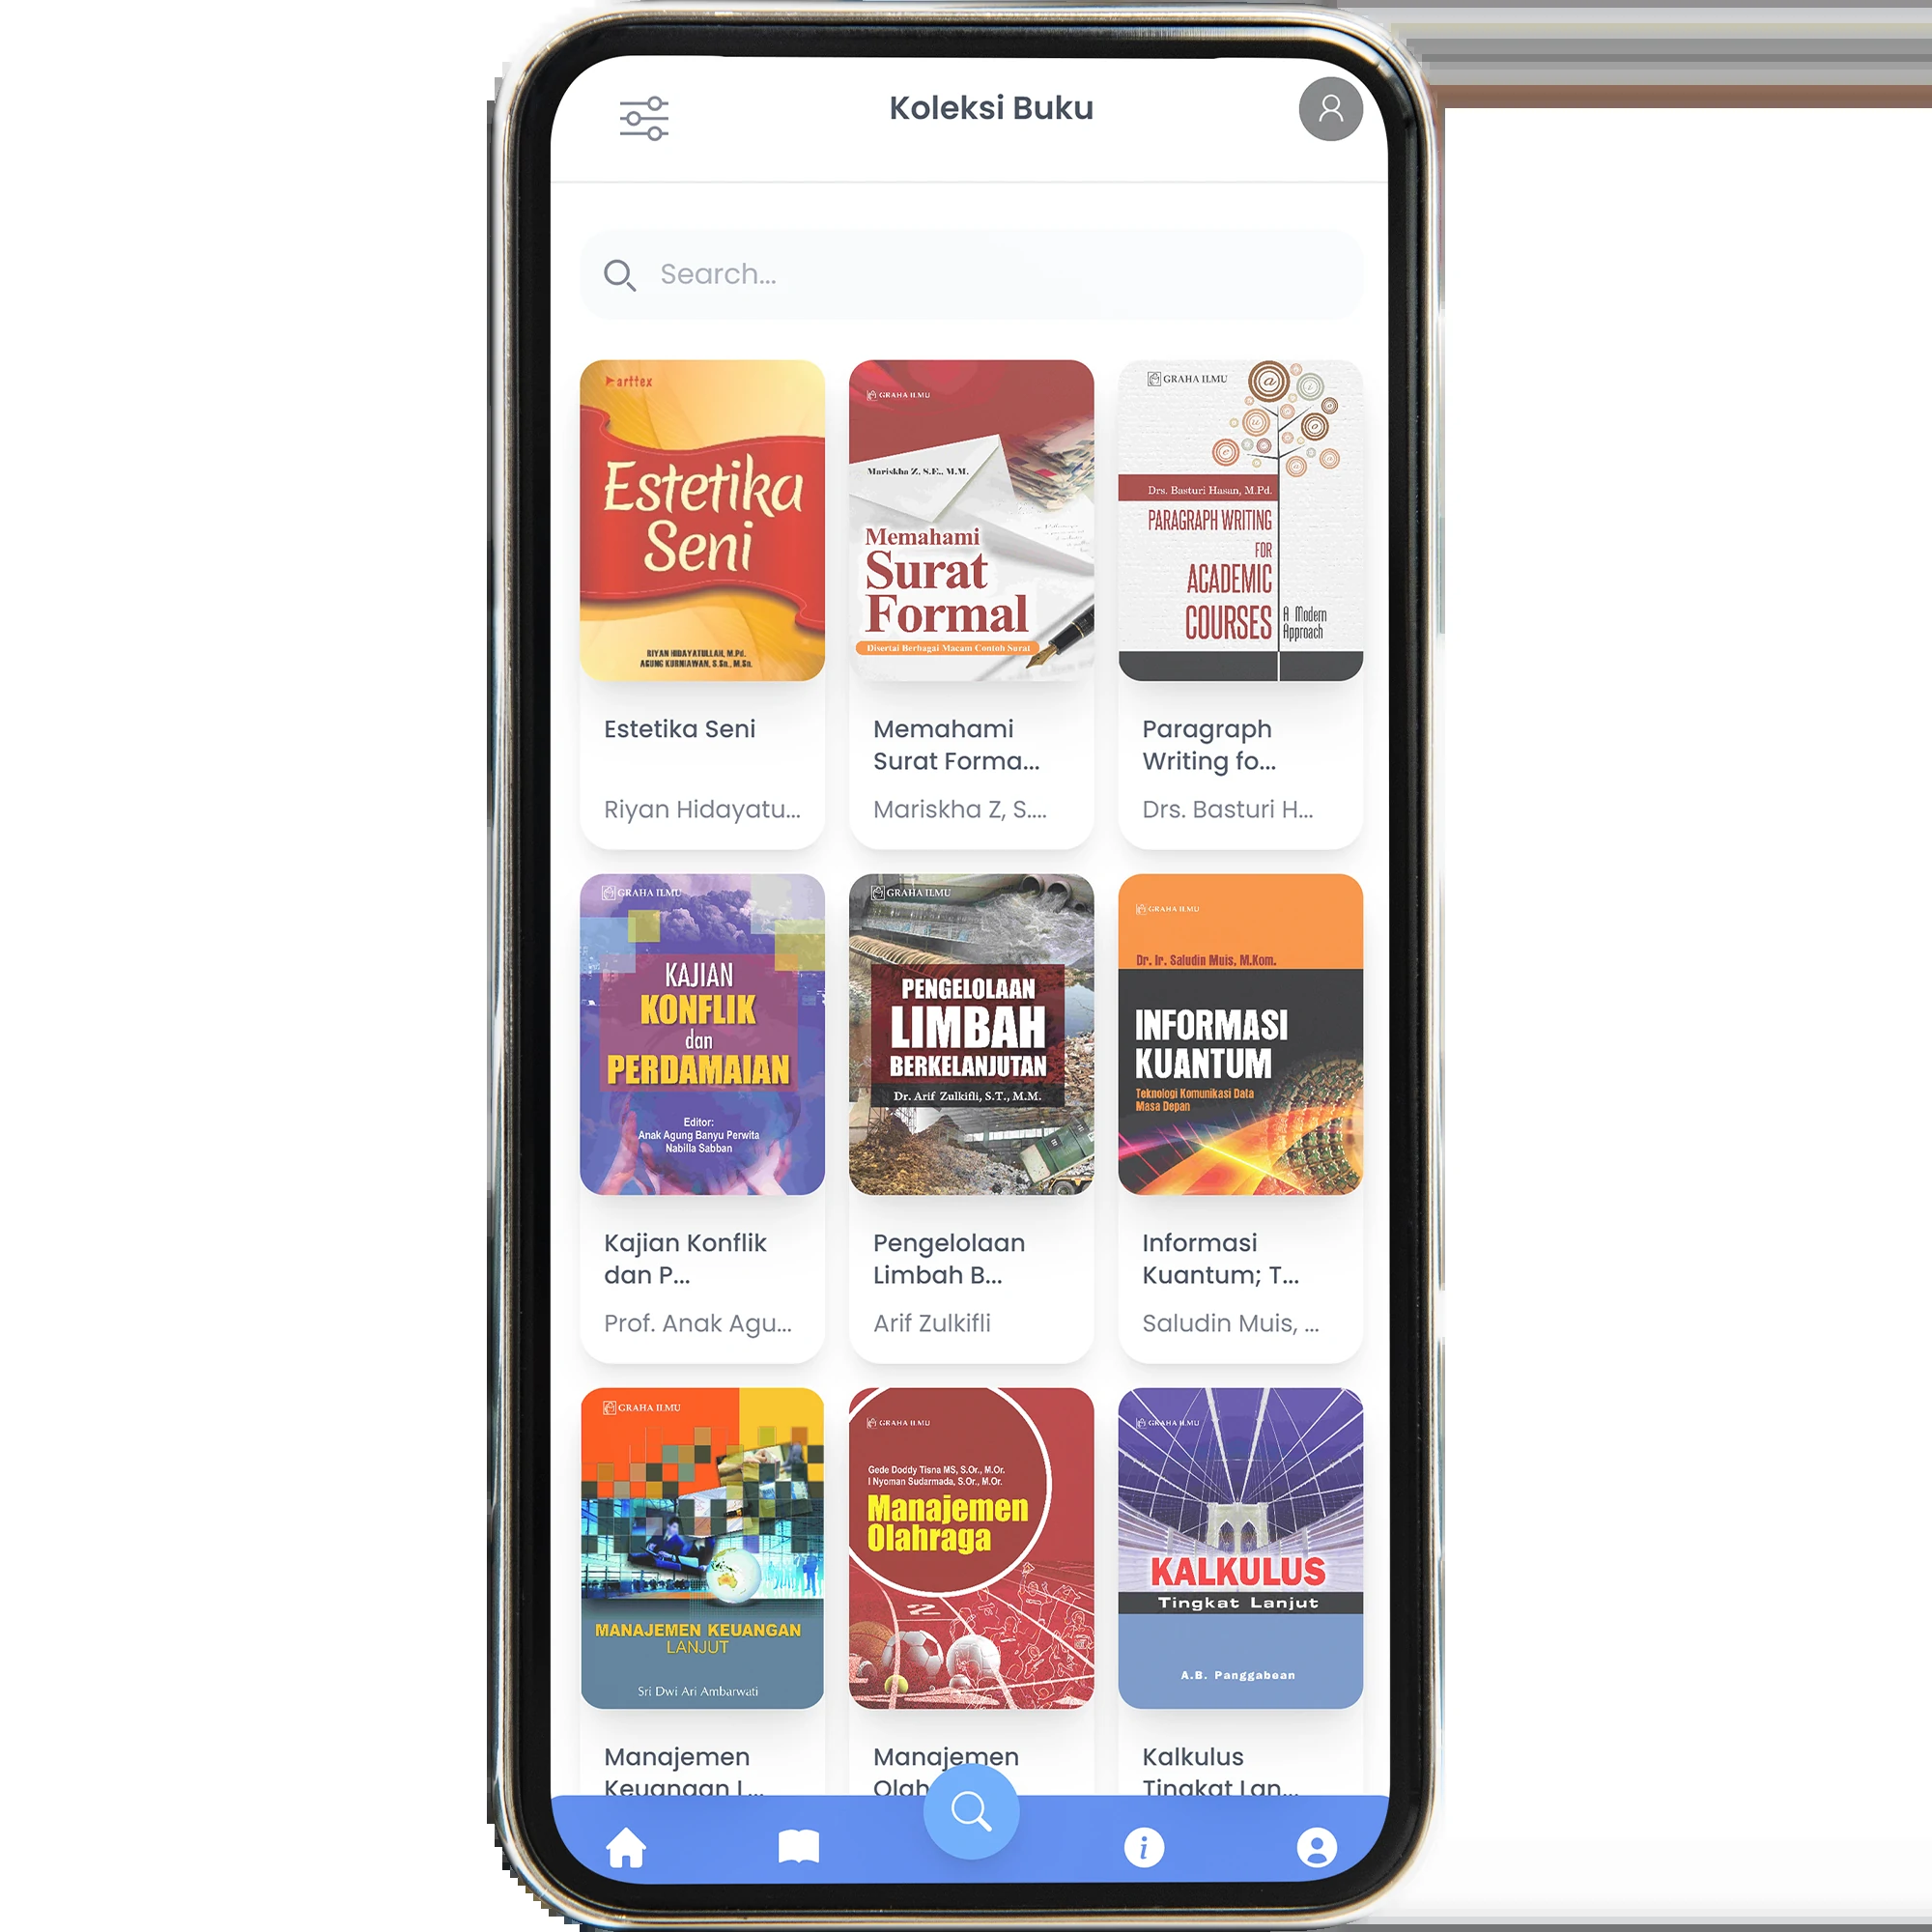 Koleksi Buku
Search...
arttex
Estetika
Seni
RIYAN HIDAYATULLAH, M.Pd.
AGUNG KURNIAWAN, S.Sn., M.Sn.
Estetika Seni
Riyan Hidayatu...
GRAHA ILMU
Mariskha Z, S.E., M.M.
Memahami
Surat
Formal
Disertai Berbagai Macam Contoh Surat
Memahami
Surat Forma...
Mariskha Z, S....
GRAHA ILMU
Drs. Basturi Hasan, M.Pd.
PARAGRAPH WRITING
FOR
ACADEMIC
COURSES
A Modern
Approach
Paragraph
Writing fo...
Drs. Basturi H...
GRAHA ILMU
KAJIAN
KONFLIK
dan
PERDAMAIAN
Editor:
Anak Agung Banyu Perwita
Nabilla Sabban
Kajian Konflik
dan P...
Prof. Anak Agu...
GRAHA ILMU
PENGELOLAAN
LIMBAH
BERKELANJUTAN
Dr. Arif Zulkifli, S.T., M.M.
Pengelolaan
Limbah B...
Arif Zulkifli
GRAHA ILMU
Dr. Ir. Saludin Muis, M.Kom.
INFORMASI
KUANTUM
Teknologi Komunikasi Data
Masa Depan
Informasi
Kuantum; T...
Saludin Muis, ...
GRAHA ILMU
MANAJEMEN KEUANGAN
LANJUT
Sri Dwi Ari Ambarwati
Manajemen
Keuangan L...
GRAHA ILMU
Gede Doddy Tisna MS, S.Or., M.Or.
I Nyoman Sudarmada, S.Or., M.Or.
Manajemen
Olahraga
2
Manajemen
Olah
GRAHA ILMU
KALKULUS
Tingkat Lanjut
A.B. Panggabean
Kalkulus
Tingkat Lan...